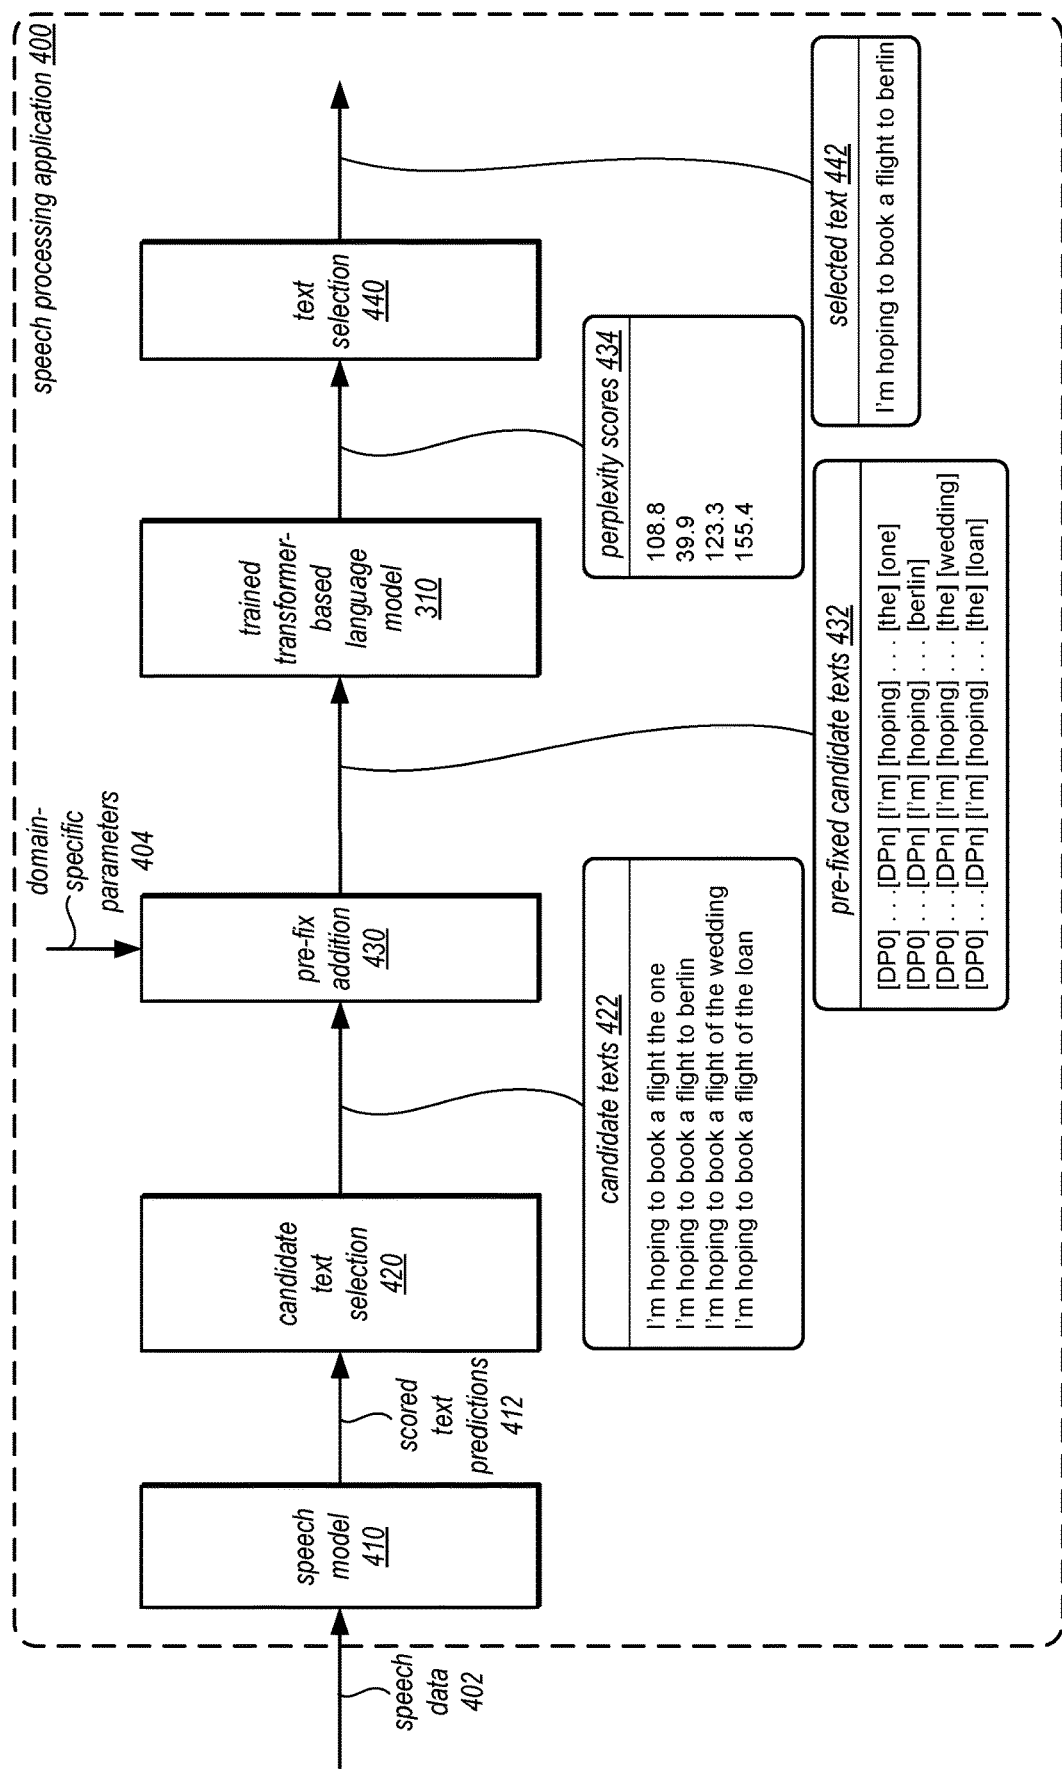 speech processing application 400
speech
data
402
speech
model
410
scored
text
predictions
412
candidate
text
selection
420
candidate texts 422
I'm hoping to book a flight the one
I'm hoping to book a flight to berlin
I'm hoping to book a flight of the wedding
I'm hoping to book a flight of the loan
domain-
specific
parameters
404
pre-fix
addition
430
pre-fixed candidate texts 432
[DP0] . . .[DPn] [I'm] [hoping] . . . [the] [one]
[DP0] . . .[DPn] [I'm] [hoping] . . . [berlin]
[DP0] . . .[DPn] [I'm] [hoping] . . . [the] [wedding]
[DP0] . . .[DPn] [I'm] [hoping] . . . [the] [loan]
trained
transformer-
based
language
model
310
perplexity scores 434
108.8
39.9
123.3
155.4
text
selection
440
selected text 442
I'm hoping to book a flight to berlin